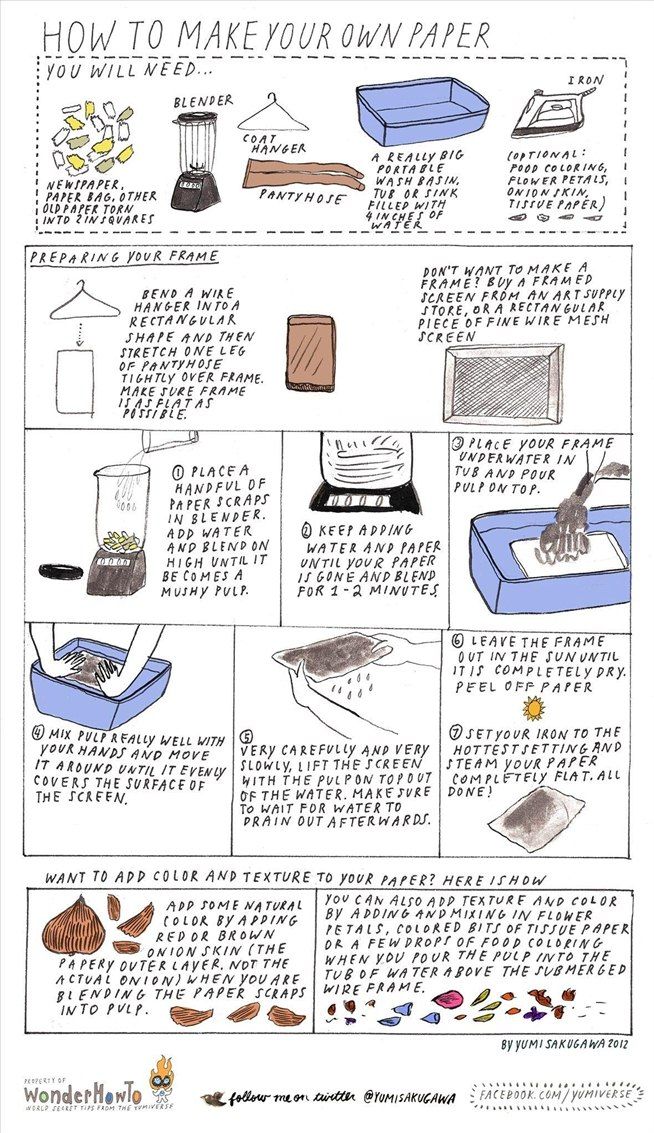 HOW TO MAKE YOUR OWN PAPER
YOU WILL NEED...
NEWSPAPER,
PAPER BAG, OTHER
OLD PAPER TORN
INTO 2 IN SQUARES
BLENDER
COAT
HANGER
PANTYHOSE
A REALLY BIG
PORTABLE
WASH BASIN,
TUB OR SINK
FILLED WITH
4 INCHES OF
WATER
IRON
(OPTIONAL:
FOOD COLORING,
FLOWER PETALS,
ONION SKIN,
TISSUE PAPER)
PREPARING YOUR FRAME
BEND A WIRE
HANGER INTO A
RECTANGULAR
SHAPE AND THEN
STRETCH ONE LEG
OF PANTYHOSE
TIGHTLY OVER FRAME.
MAKE SURE FRAME
IS AS FLAT AS
POSSIBLE.
DON'T WANT TO MAKE A
FRAME? BUY A FRAMED
SCREEN FROM AN ART SUPPLY
STORE, OR A RECTANGULAR
PIECE OF FINE WIRE MESH
SCREEN
① PLACE A
HANDFUL OF
PAPER SCRAPS
IN BLENDER.
ADD WATER
AND BLEND ON
HIGH UNTIL IT
BECOMES A
MUSHY PULP.
② KEEP ADDING
WATER AND PAPER
UNTIL YOUR PAPER
IS GONE AND BLEND
FOR 1-2 MINUTES
③ PLACE YOUR FRAME
UNDERWATER IN
TUB AND POUR
PULP ON TOP.
④ MIX PULP REALLY WELL WITH
YOUR HANDS AND MOVE
IT AROUND UNTIL IT EVENLY
COVERS THE SURFACE OF
THE SCREEN.
⑤
VERY CAREFULLY AND VERY
SLOWLY, LIFT THE SCREEN
WITH THE PULP ON TOP OUT
OF THE WATER. MAKE SURE
TO WAIT FOR WATER TO
DRAIN OUT AFTERWARDS.
⑥ LEAVE THE FRAME
OUT IN THE SUN UNTIL
IT IS COMPLETELY DRY.
PEEL OFF PAPER
⑦ SET YOUR IRON TO THE
HOTTEST SETTING AND
STEAM YOUR PAPER
COMPLETELY FLAT. ALL
DONE!
WANT TO ADD COLOR AND TEXTURE TO YOUR PAPER? HERE IS HOW
ADD SOME NATURAL
COLOR BY ADDING
RED OR BROWN
ONION SKIN (THE
PAPERY OUTER LAYER, NOT THE
ACTUAL ONION) WHEN YOU ARE
BLENDING THE PAPER SCRAPS
INTO PULP.
YOU CAN ALSO ADD TEXTURE AND COLOR
BY ADDING AND MIXING IN FLOWER
PETALS, COLORED BITS OF TISSUE PAPER
OR A FEW DROPS OF FOOD COLORING
WHEN YOU POUR THE PULP INTO THE
TUB OF WATER ABOVE THE SUBMERGED
WIRE FRAME.
BY YUMI SAKUGAWA 2012
PROPERTY OF
WonderHowTo
WORLD SECRET TIPS FROM THE YUMIVERSE
follow me on twitter @YUMISAKUGAWA
FACEBOOK.COM/YUMIVERSE